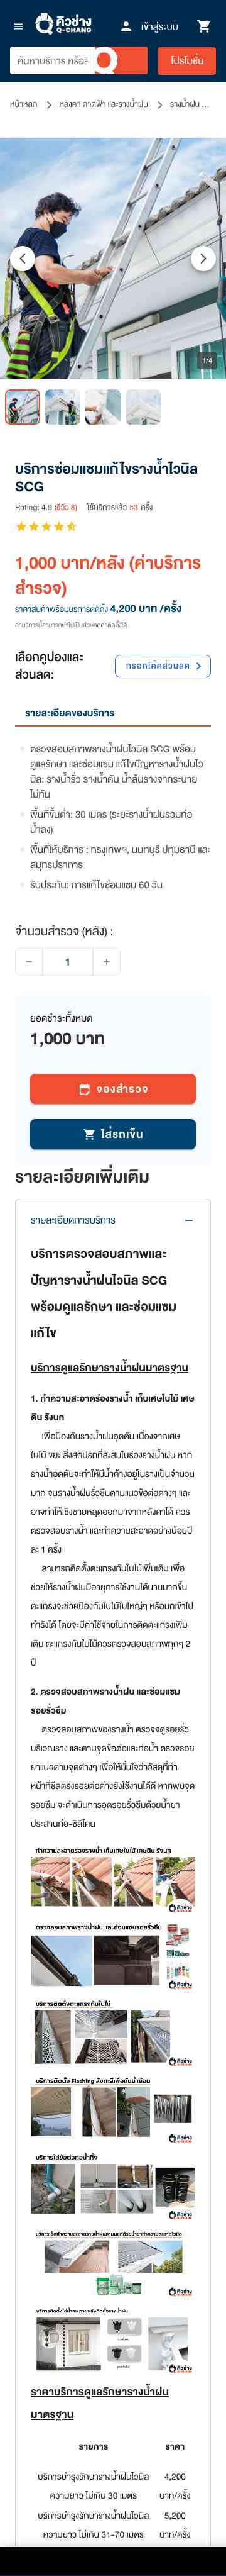 คิวช่าง
Q-CHANG
เข้าสู่ระบบ
ค้นหาบริการ หรือสิ
โปรโมชั่น
หน้าหลัก > หลังคา ดาดฟ้า และรางน้ำฝน > รางน้ำฝน ...
1/4
บริการซ่อมแซมแก้ไขรางน้ำไวนิล
SCG
Rating: 4.9 (รีวิว 8) ใช้บริการแล้ว 53 ครั้ง
1,000 บาท/หลัง (ค่าบริการ
สำรวจ)
ราคาสินค้าพร้อมบริการติดตั้ง 4,200 บาท /ครั้ง
ค่าบริการนี้สามารถนำไปเป็นส่วนลดค่าติดตั้งได้
เลือกคูปองและ
ส่วนลด:
กรอกโค้ดส่วนลด
รายละเอียดของบริการ
ตรวจสอบสภาพรางน้ำฝนไวนิล SCG พร้อม
ดูแลและซ่อมแซม แก้ไขปัญหารางน้ำฝนไว
นิล: รางน้ำรั่ว รางน้ำตัน น้ำล้นรางจากระบาย
ไม่ทัน
พื้นที่ขั้นต่ำ: 30 เมตร (ระยะรางน้ำฝนรวมท่อ
น้ำลง)
พื้นที่ให้บริการ : กรุงเทพฯ, นนทบุรี ปทุมธานี และ
สมุทรปราการ
รับประกัน: การแก้ไขซ่อมแซม 60 วัน
จำนวนสำรวจ (หลัง) :
− 1 +
ยอดชำระทั้งหมด
1,000 บาท
จองสำรวจ
ใส่รถเข็น
รายละเอียดเพิ่มเติม
รายละเอียดการบริการ
บริการตรวจสอบสภาพและ
ปัญหารางน้ำฝนไวนิล SCG
พร้อมดูแลรักษา และซ่อมแซม
แก้ไข
บริการดูแลรักษารางน้ำฝนมาตรฐาน
1. ทำความสะอาดร่องรางน้ำ เก็บเศษใบไม้ เศษ
ดิน รังนก
เพื่อป้องกันรางน้ำฝนอุดตัน เนื่องจากเศษ
ใบไม้ ขยะ สิ่งสกปรกที่สะสมในร่องรางน้ำฝน หาก
รางน้ำอุดตันจะทำให้มีน้ำค้างอยู่ในรางเป็นจำนวน
มาก จนรางน้ำฝนรั่วซึมตามแนวข้อต่อต่างๆ และ
อาจทำให้เชิงชายหลุดออกมาจากหลังคาได้ ควร
ตรวจสอบรางน้ำ และทำความสะอาดอย่างน้อยปี
ละ 1 ครั้ง
สามารถติดตั้งตะแกรงกันใบไม้เพิ่มเติม เพื่อ
ช่วยให้รางน้ำฝนมีอายุการใช้งานได้นานมากขึ้น
ตะแกรงจะช่วยป้องกันใบไม้ใบใหญ่ๆ หรือนกเข้าไป
ทำรังได้ โดยจะมีค่าใช้จ่ายในการติดตะแกรงเพิ่ม
เติม ตะแกรงกันใบไม้ควรตรวจสอบสภาพทุกๆ 2
ปี
2. ตรวจสอบสภาพรางน้ำฝน และซ่อมแซม
รอยรั่วซึม
ตรวจสอบสภาพของรางน้ำ ตรวจจดูรอยรั่ว
บริเวณราง และตามจุดข้อต่อและท่อน้ำ ตรวจรอย
ยาแนวตามจุดต่างๆ เพื่อให้มั่นใจว่าวัสดุที่ทำ
หน้าที่ซีลตรงรอยต่อต่างยังใช้งานได้ดี หากพบจุด
รอยซึม จะดำเนินการอุดรอยรั่วซึมด้วยน้ำยา
ประสานท่อ-ซิลิโคน
ทำความสะอาดร่องรางน้ำ เก็บเศษใบไม้ เศษดิน รังนก
คิวช่าง
ตรวจสอบสภาพรางน้ำฝน และซ่อมแซมรอยรั่วซึม
คิวช่าง
บริการติดตั้งตะแกรงกันใบไม้
คิวช่าง
บริการติดตั้ง Flashing สังกะสีเพื่อกันน้ำย้อน
คิวช่าง
บริการใส่ข้อต่อท่อน้ำทิ้ง
คิวช่าง
คิวช่าง
คิวช่าง
ราคาบริการดูแลรักษารางน้ำฝน
มาตรฐาน
รายการ ราคา
บริการบำรุงรักษารางน้ำฝนไวนิล 4,200
ความยาว ไม่เกิน 30 เมตร บาท/ครั้ง
บริการบำรุงรักษารางน้ำฝนไวนิล 5,200
ความยาว ไม่เกิน 31-70 เมตร บาท/ครั้ง